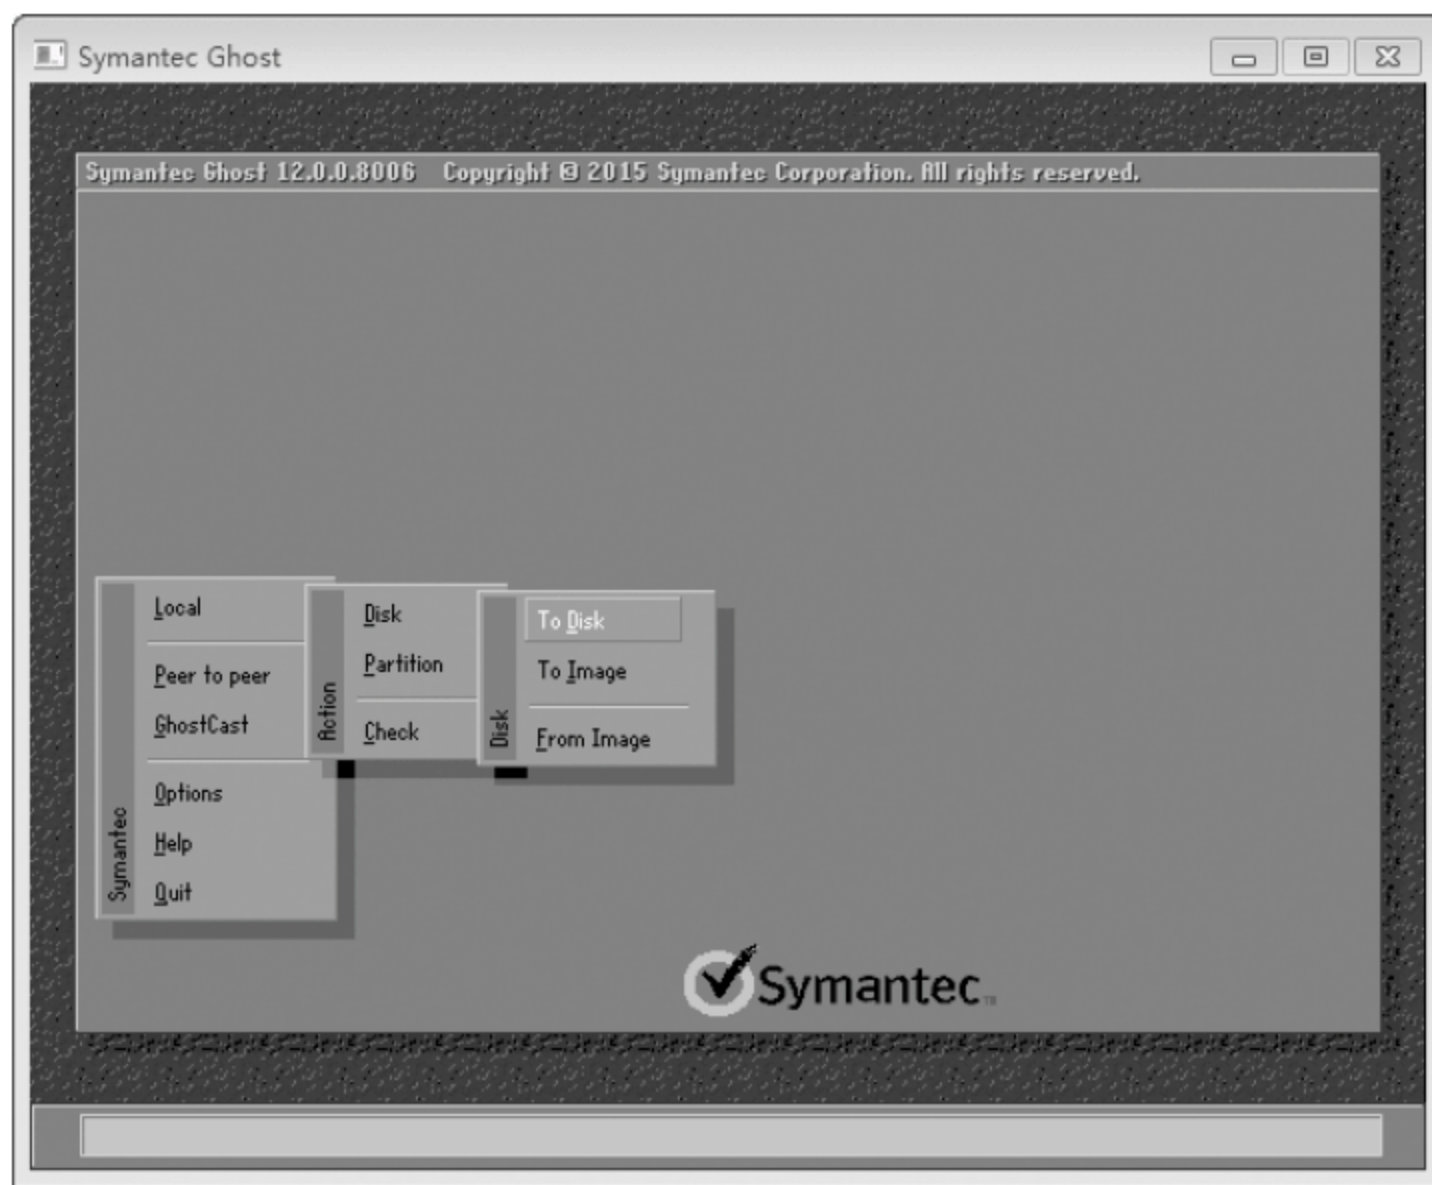 Symantec Ghost
Symantec Ghost 12.0.0.8006 Copyright © 2015 Symantec Corporation. All rights reserved.
Symantec
Local
Peer to peer
GhostCast
Options
Help
Quit
Action
Disk
Partition
Check
Disk
To Disk
To Image
From Image
Symantec™